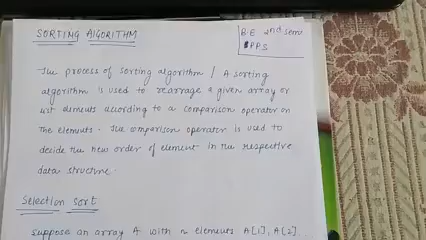 SORTING ALGORITHM
B.E 2nd Sem
PPS
The process of sorting algorithm / A sorting
algorithm is used to rearrange a given array or
list elements according to a comparison operator on
the elements. The comparison operator is used to
decide the new order of element in the respective
data structure.
Selection Sort
Suppose an array A with n elements A[1], A[2]